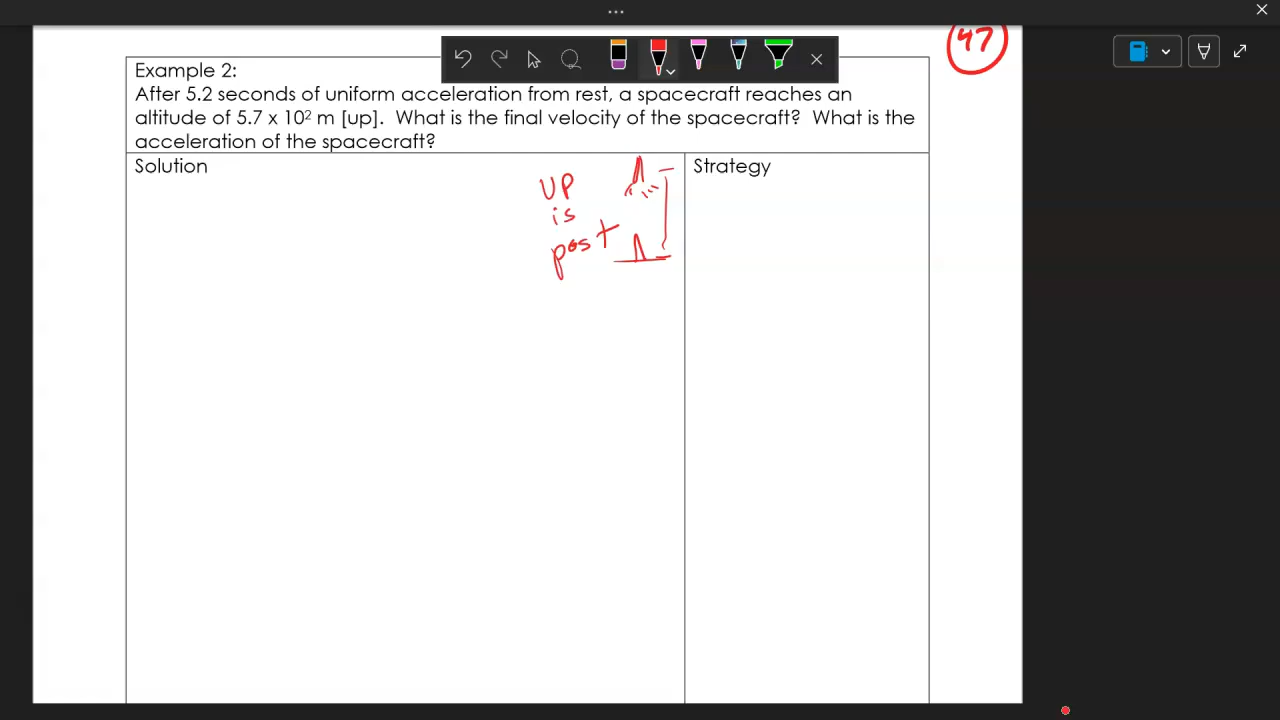 47
Example 2:
After 5.2 seconds of uniform acceleration from rest, a spacecraft reaches an
altitude of 5.7 x 10² m [up].  What is the final velocity of the spacecraft?  What is the
acceleration of the spacecraft?
Solution
Strategy
UP
is
pos +